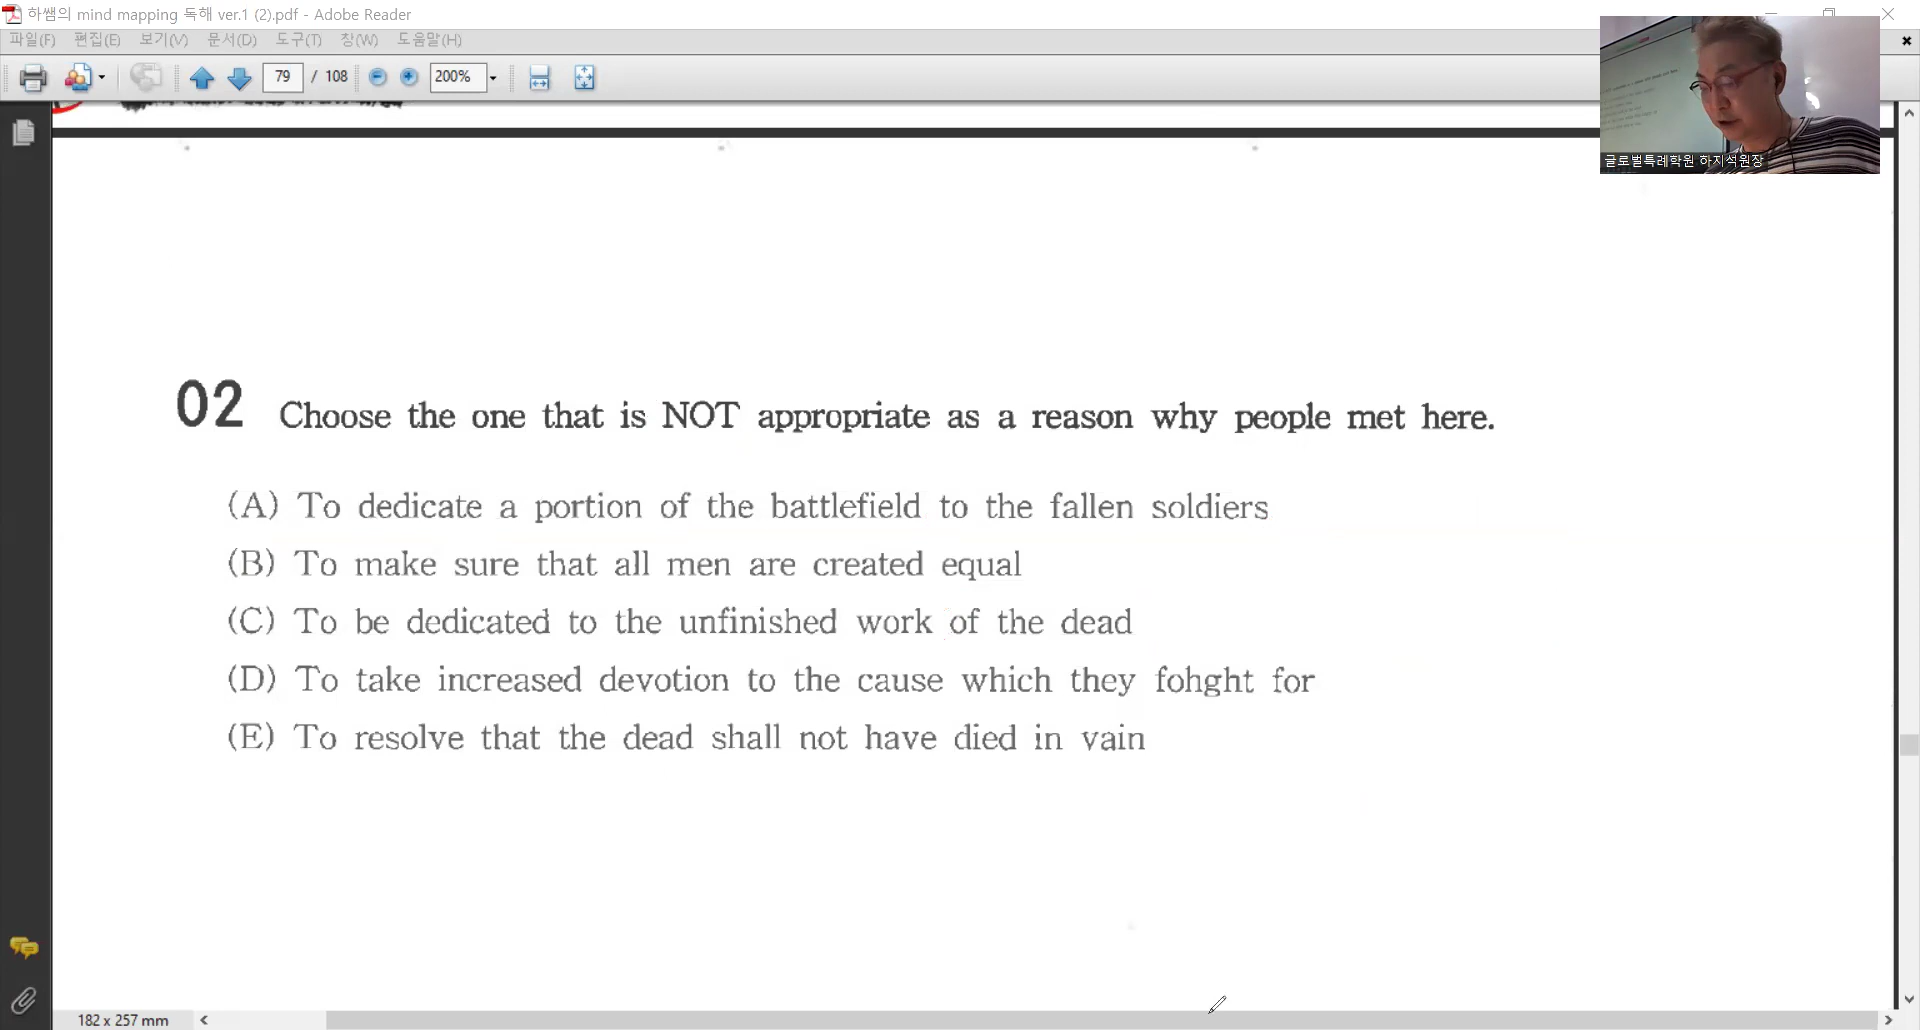 하쌤의 mind mapping 독해 ver.1 (2).pdf - Adobe Reader
파일(F) 편집(E) 보기(V) 문서(D) 도구(T) 창(W) 도움말(H)
79 / 108 200%
글로벌특례학원 하지석원장
02 Choose the one that is NOT appropriate as a reason why people met here.
(A) To dedicate a portion of the battlefield to the fallen soldiers
(B) To make sure that all men are created equal
(C) To be dedicated to the unfinished work of the dead
(D) To take increased devotion to the cause which they fohght for
(E) To resolve that the dead shall not have died in vain
182 x 257 mm